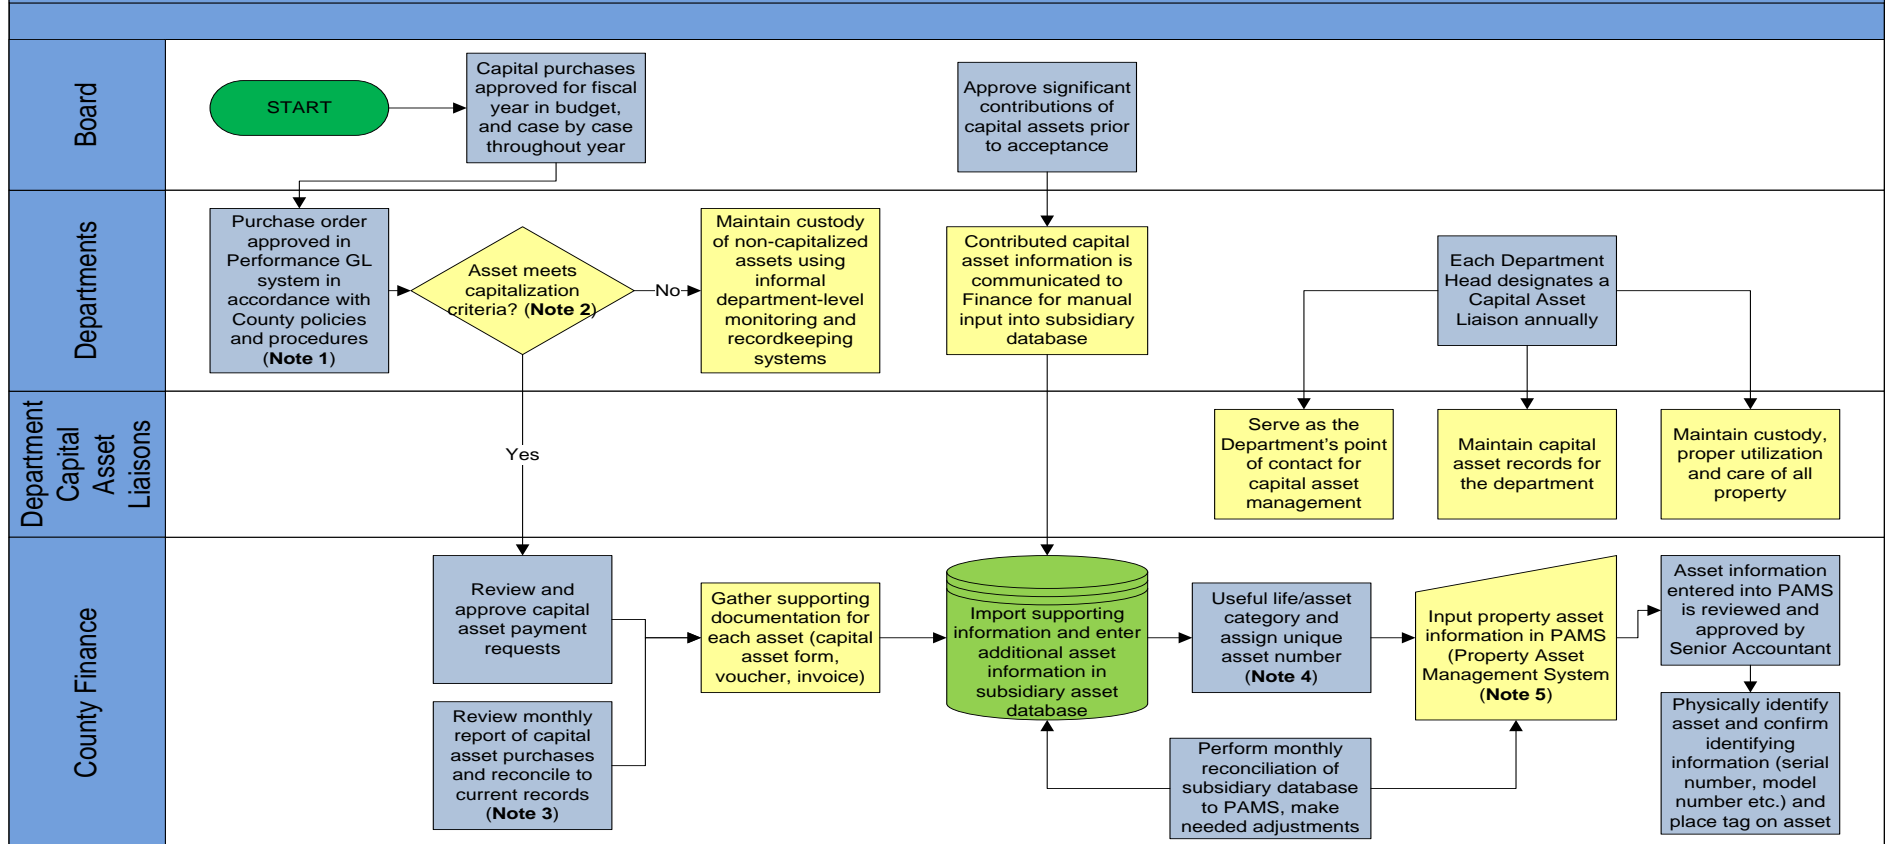 Board
START
Capital purchases
approved for fiscal
year in budget,
and case by case
throughout year
Approve significant
contributions of
capital assets prior
to acceptance
Departments
Purchase order
approved in
Performance GL
system in
accordance with
County policies
and procedures
(Note 1)
Asset meets
capitalization
criteria? (Note 2)
No
Maintain custody
of non-capitalized
assets using
informal
department-level
monitoring and
recordkeeping
systems
Contributed capital
asset information is
communicated to
Finance for manual
input into subsidiary
database
Each Department
Head designates a
Capital Asset
Liaison annually
Department
Capital
Asset
Liaisons
Yes
Serve as the
Department's point
of contact for
capital asset
management
Maintain capital
asset records for
the department
Maintain custody,
proper utilization
and care of all
property
County Finance
Review and
approve capital
asset payment
requests
Review monthly
report of capital
asset purchases
and reconcile to
current records
(Note 3)
Gather supporting
documentation for
each asset (capital
asset form,
voucher, invoice)
Import supporting
information and enter
additional asset
information in
subsidiary asset
database
Useful life/asset
category and
assign unique
asset number
(Note 4)
Perform monthly
reconciliation of
subsidiary database
to PAMS, make
needed adjustments
Input property asset
information in PAMS
(Property Asset
Management System
(Note 5)
Asset information
entered into PAMS
is reviewed and
approved by
Senior Accountant
Physically identify
asset and confirm
identifying
information (serial
number, model
number etc.) and
place tag on asset